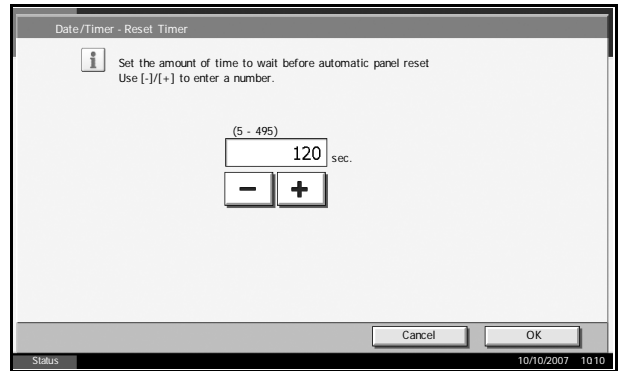 Date/Timer - Reset Timer
Set the amount of time to wait before automatic panel reset
Use [-]/[+] to enter a number.
(5 - 495)
120 sec.
− +
Cancel OK
Status 10/10/2007 10:10